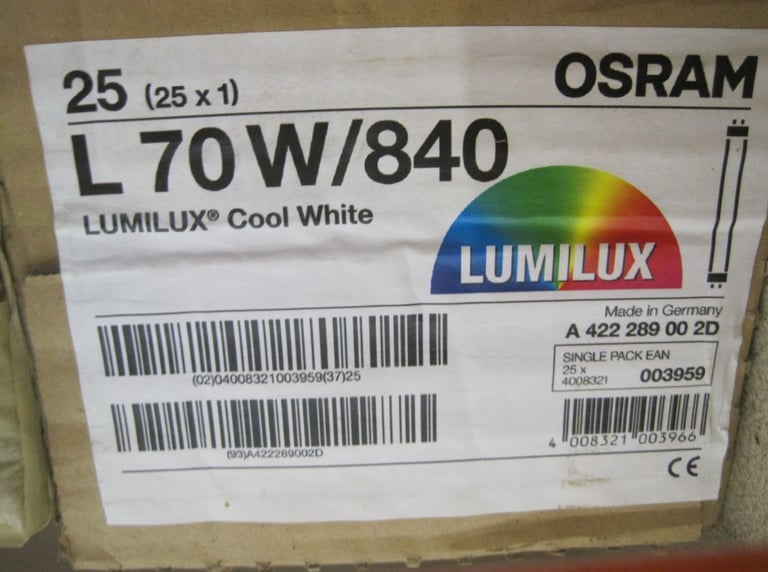 25 (25 x 1)
OSRAM
L 70 W/840
LUMILUX® Cool White
LUMILUX
Made in Germany
A 422 289 00 2D
SINGLE PACK EAN
25 x
4008321 003959
(02)04008321003959(37)25
(93)A422289002D
4 008321 003966
CE